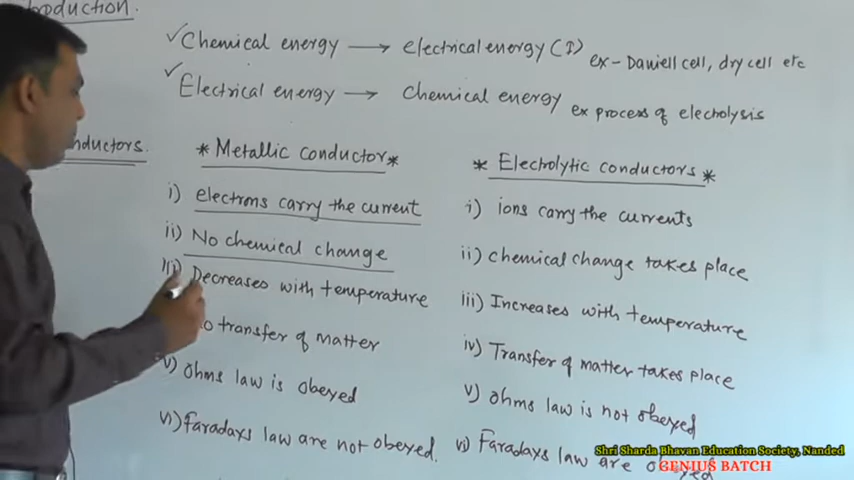 roduction.
✓Chemical energy → electrical energy (I) ex- Daniell cell, dry cell etc
✓Electrical energy → Chemical energy ex process of electrolysis
nductors.
*Metallic conductor*
i) electrons carry the current
ii) No chemical change
iii) Decreases with temperature
o transfer of matter
v) ohms law is obeyed
vi) Faradays law are not obeyed.
* Electrolytic conductors *
i) ions carry the currents
ii) chemical change takes place
iii) Increases with temperature
iv) Transfer of matter takes place
v) ohms law is not obeyed
vi) Faradays law are obeyed
Shri Sharda Bhavan Education Society, Nanded
GENIUS BATCH